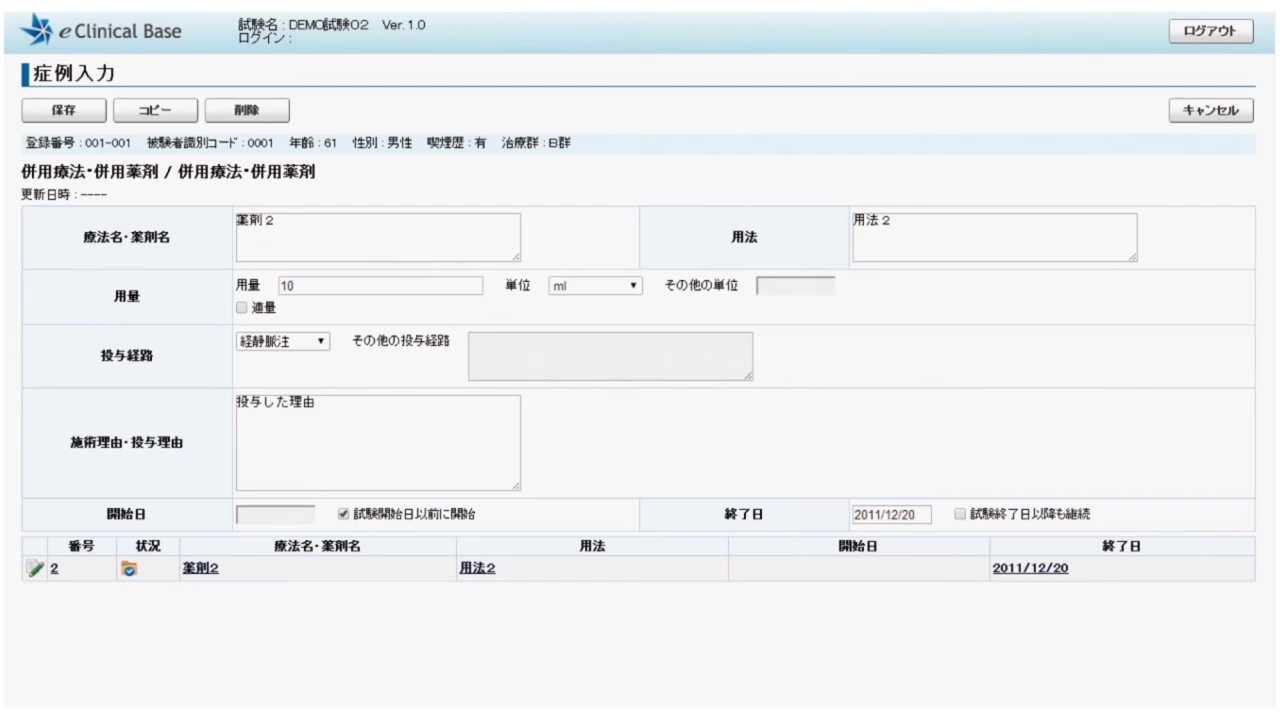 e Clinical Base
試験名 : DEMO試験02 Ver. 1.0
ログイン :
ログアウト
症例入力
保存 コピー 削除 キャンセル
登録番号 : 001-001 被験者識別コード : 0001 年齢 : 61 性別 : 男性 喫煙歴 : 有 治療群 : B群
併用療法・併用薬剤 / 併用療法・併用薬剤
更新日時 : ----
療法名・薬剤名 薬剤２ 用法 用法２
用量 用量 10 単位 ml その他の単位
適量
投与経路 経静脈注 その他の投与経路
施術理由・投与理由 投与した理由
開始日 試験開始日以前に開始 終了日 2011/12/20 試験終了日以降も継続
番号 状況 療法名・薬剤名 用法 開始日 終了日
2 薬剤2 用法2 2011/12/20